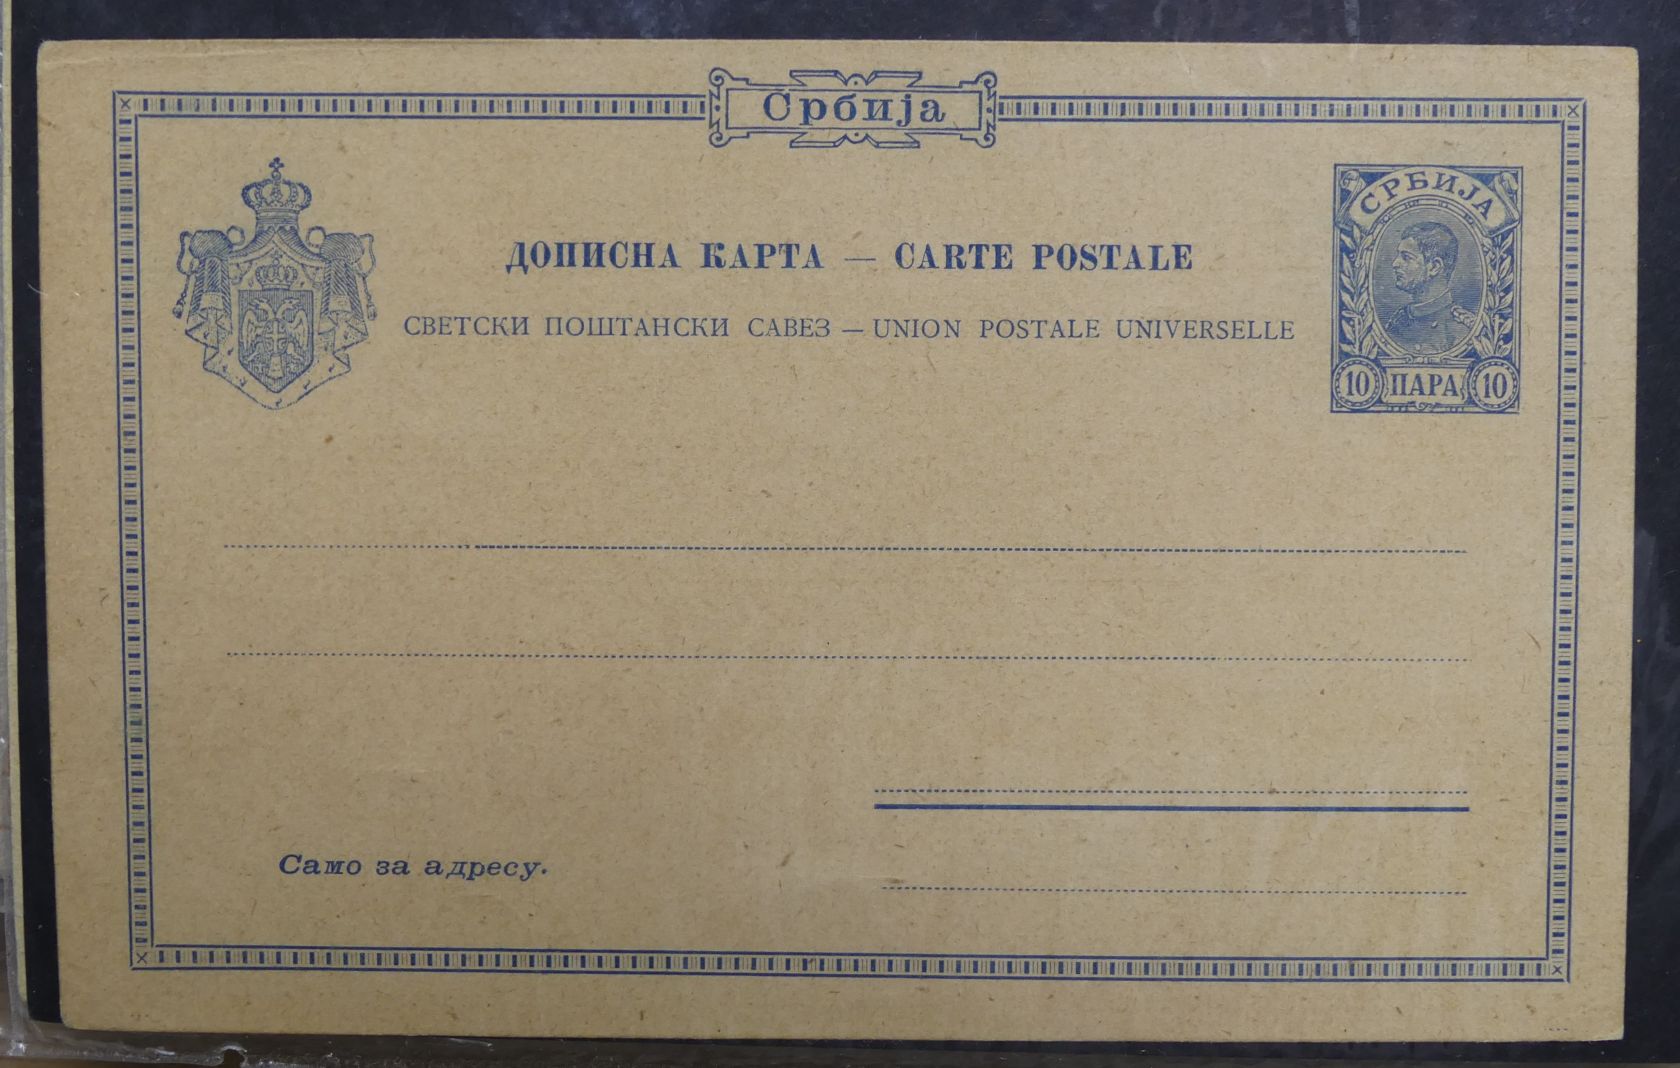 Србија
СРБИЈА
ДОПИСНА КАРТА — CARTE POSTALE
СВЕТСКИ ПОШТАНСКИ САВЕЗ — UNION POSTALE UNIVERSELLE
10 ПАРА 10
Само за адресу.